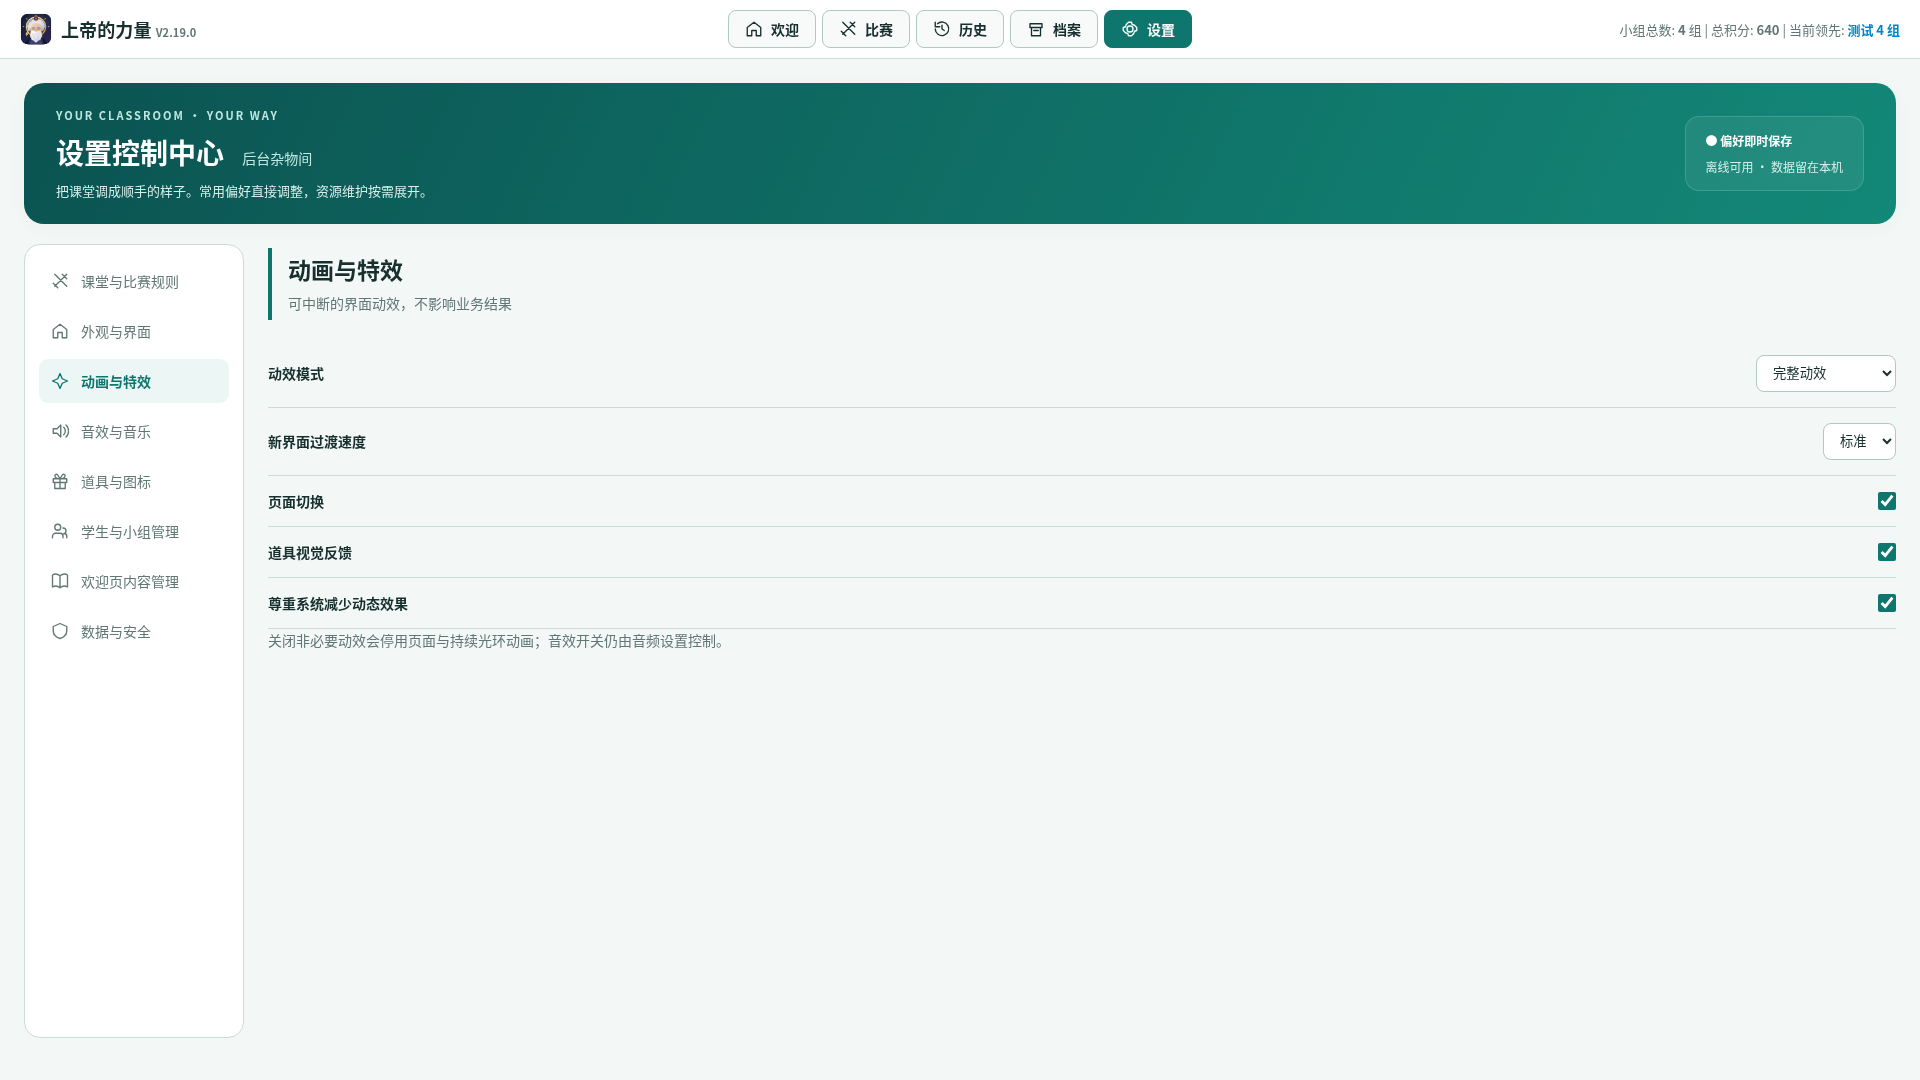 上帝的力量 V2.19.0
欢迎
比赛
历史
档案
设置
小组总数: 4 组 | 总积分: 640 | 当前领先: 测试 4 组
YOUR CLASSROOM · YOUR WAY
设置控制中心 后台杂物间
把课堂调成顺手的样子。常用偏好直接调整，资源维护按需展开。
偏好即时保存
离线可用 · 数据留在本机
课堂与比赛规则
外观与界面
动画与特效
音效与音乐
道具与图标
学生与小组管理
欢迎页内容管理
数据与安全
动画与特效
可中断的界面动效，不影响业务结果
动效模式
完整动效
新界面过渡速度
标准
页面切换
道具视觉反馈
尊重系统减少动态效果
关闭非必要动效会停用页面与持续光环动画；音效开关仍由音频设置控制。